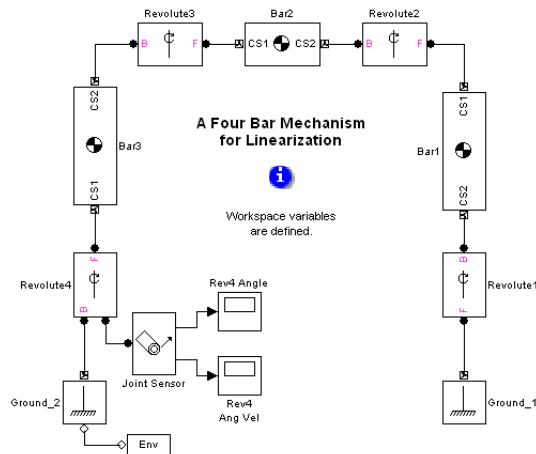 Revolute3
Bar2
Revolute2
B
F
CS1
CS2
B
F
CS2
CS1
Bar3
A Four Bar Mechanism
for Linearization
i
Workspace variables
are defined.
CS1
CS2
Bar1
F
B
Revolute4
Rev4 Angle
Joint Sensor
Rev4
Ang Vel
B
F
Revolute1
Ground_2
Env
Ground_1